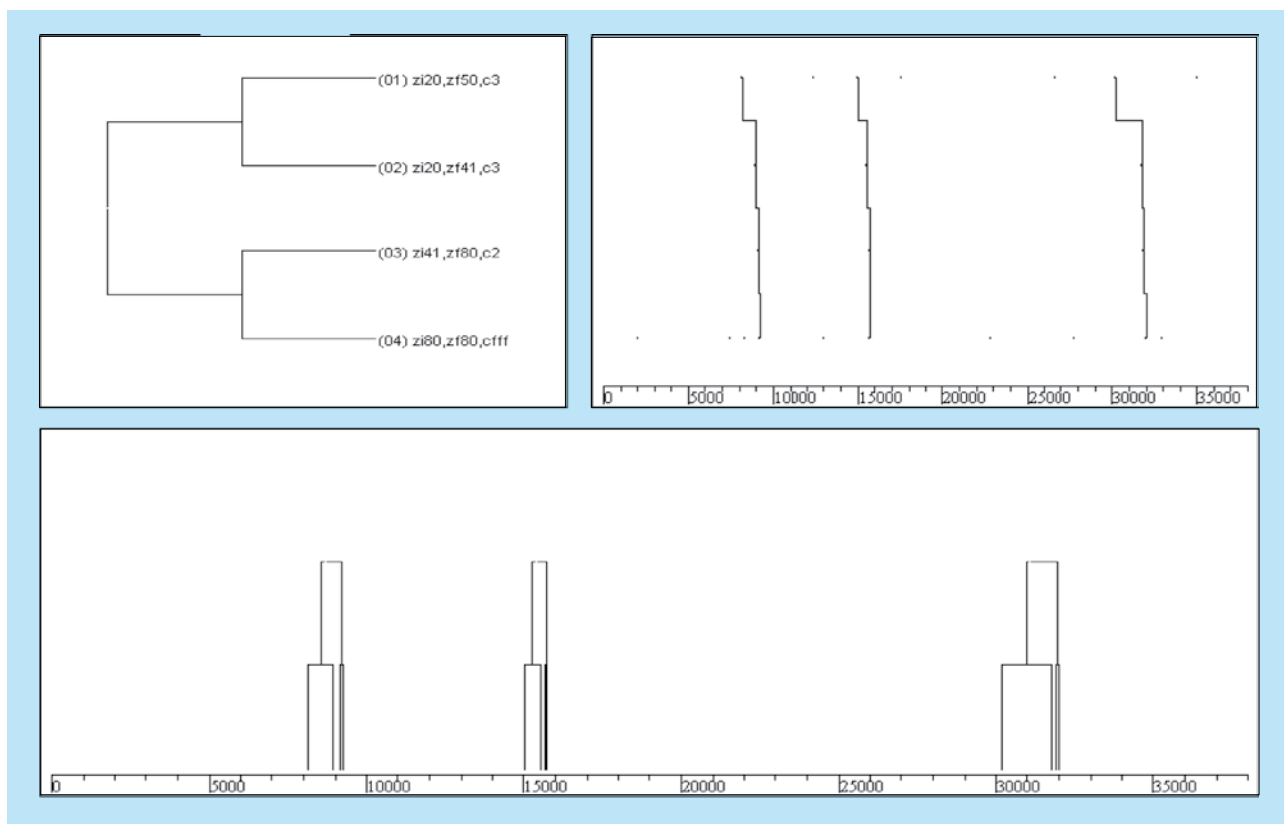 (01) zi20,zf50,c3
(02) zi20,zf41,c3
(03) zi41,zf80,c2
(04) zi80,zf80,cfff
0 5000 10000 15000 20000 25000 30000 35000
0 5000 10000 15000 20000 25000 30000 35000